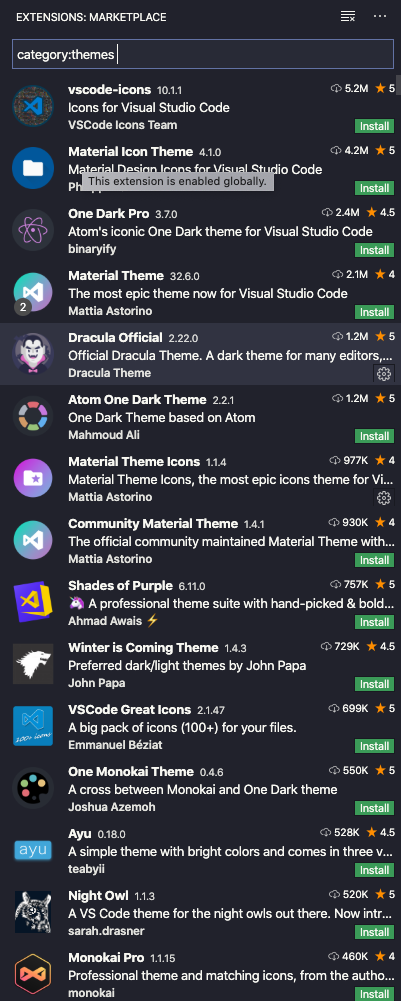 EXTENSIONS: MARKETPLACE
category:themes
vscode-icons 10.1.1 5.2M ★ 5
Icons for Visual Studio Code
VSCode Icons Team Install
Material Icon Theme 4.1.0 4.2M ★ 5
Material Design Icons for Visual Studio Code
This extension is enabled globally.
Install
One Dark Pro 3.7.0 2.4M ★ 4.5
Atom's iconic One Dark theme for Visual Studio Code
binaryify Install
Material Theme 32.6.0 2.1M ★ 4
The most epic theme now for Visual Studio Code
2
Mattia Astorino Install
Dracula Official 2.22.0 1.2M ★ 5
Official Dracula Theme. A dark theme for many editors,...
Dracula Theme
Atom One Dark Theme 2.2.1 1.2M ★ 5
One Dark Theme based on Atom
Mahmoud Ali Install
Material Theme Icons 1.1.4 977K ★ 4
Material Theme Icons, the most epic icons theme for Vi...
Mattia Astorino
Community Material Theme 1.4.1 930K ★ 4
The official community maintained Material Theme with...
Mattia Astorino Install
Shades of Purple 6.11.0 757K ★ 5
🦄 A professional theme suite with hand-picked & bold...
Ahmad Awais ⚡ Install
Winter is Coming Theme 1.4.3 729K ★ 4.5
Preferred dark/light themes by John Papa
John Papa Install
VSCode Great Icons 2.1.47 699K ★ 5
A big pack of icons (100+) for your files.
100+ icons
Emmanuel Béziat Install
One Monokai Theme 0.4.6 550K ★ 5
A cross between Monokai and One Dark theme
Joshua Azemoh Install
Ayu 0.18.0 528K ★ 4.5
ayu
A simple theme with bright colors and comes in three v...
teabyii Install
Night Owl 1.1.3 520K ★ 5
A VS Code theme for the night owls out there. Now intr...
sarah.drasner Install
Monokai Pro 1.1.15 460K ★ 4
Professional theme and matching icons, from the autho...
monokai Install